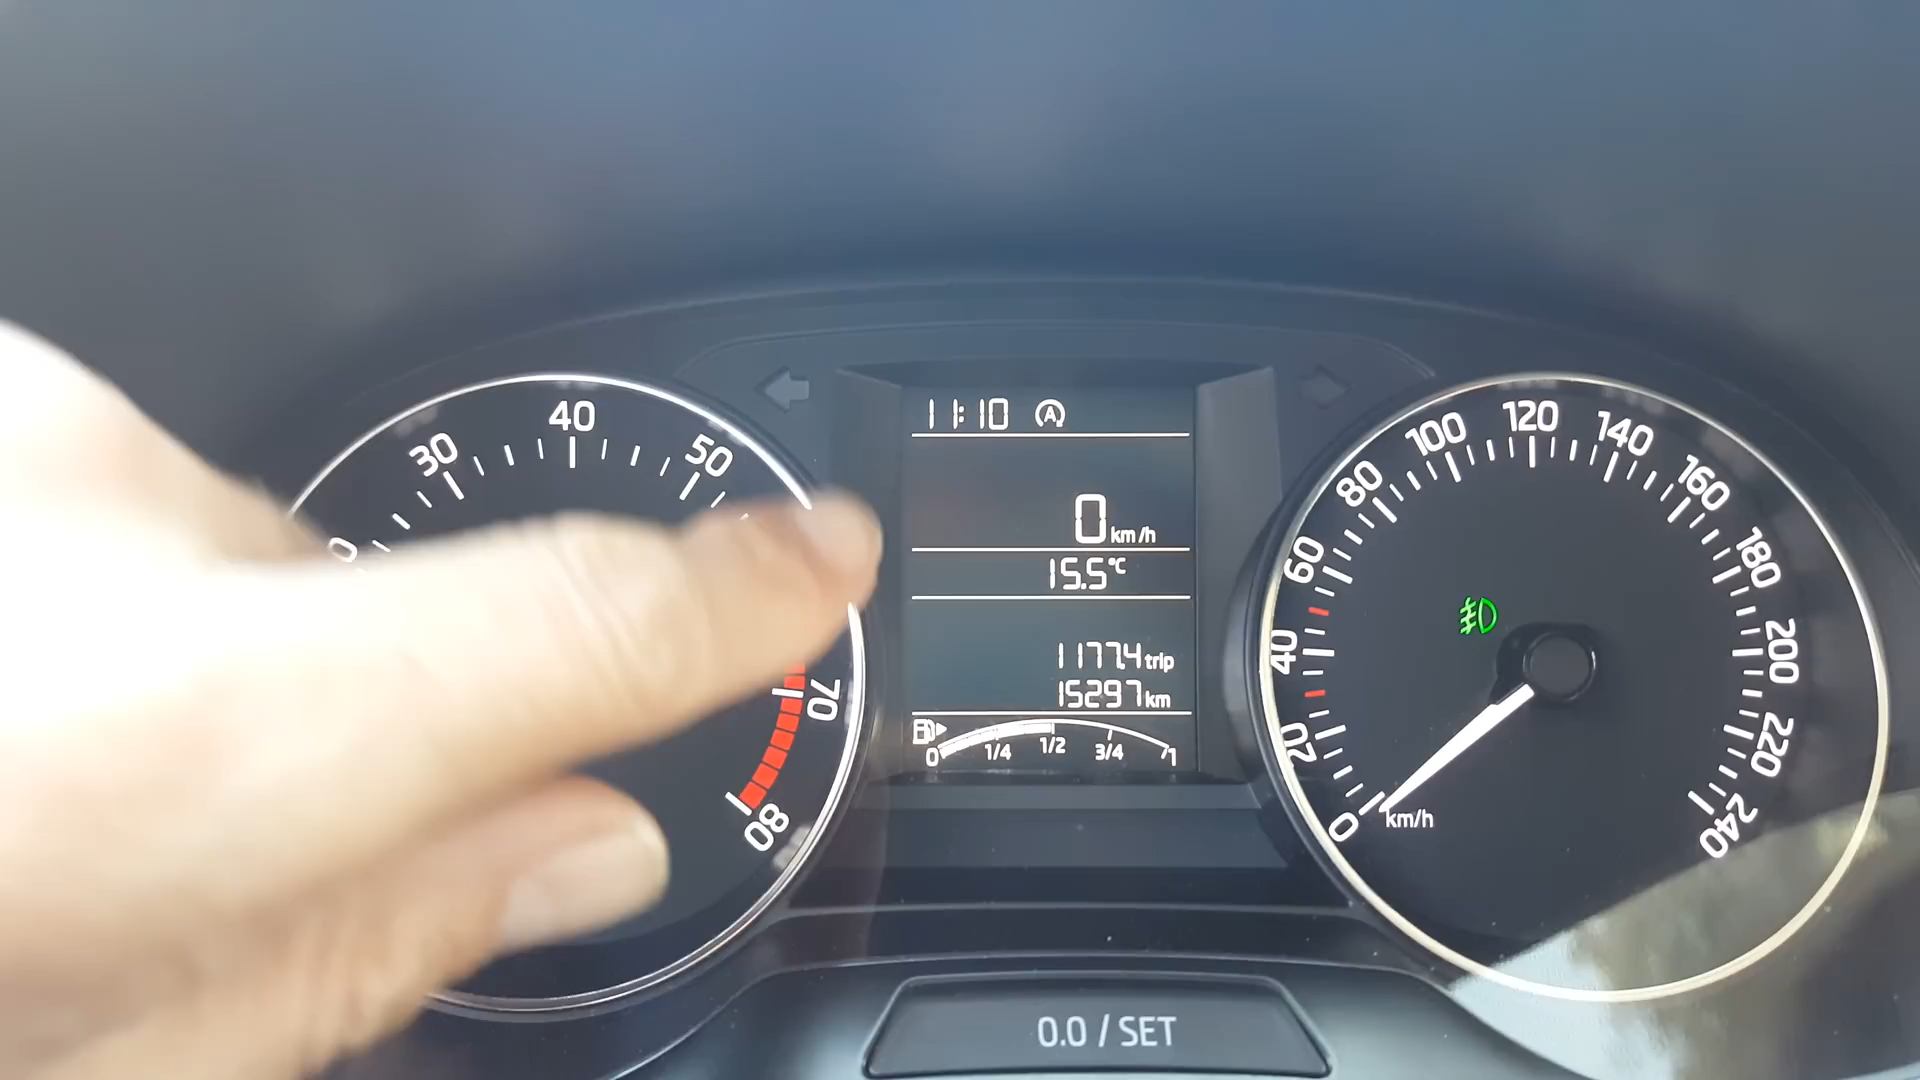 11:10 A
0 km/h
15.5°C
1177.4 trip
15297 km
0 1/4 1/2 3/4 1
30 40 50 70 80
0 20 40 60 80 100 120 140 160 180 200 220 240
km/h
0.0 / SET